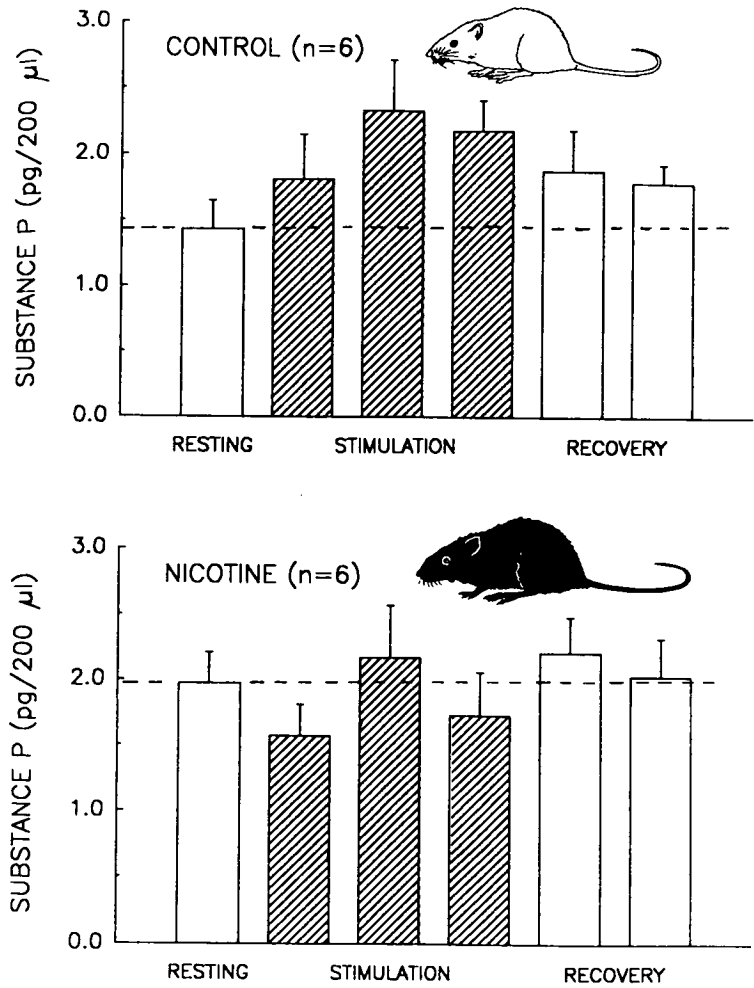 3.0
CONTROL (n=6)
2.0
1.0
0.0
SUBSTANCE P (pg/200 µl)
RESTING STIMULATION RECOVERY
3.0
NICOTINE (n=6)
2.0
1.0
0.0
SUBSTANCE P (pg/200 µl)
RESTING STIMULATION RECOVERY